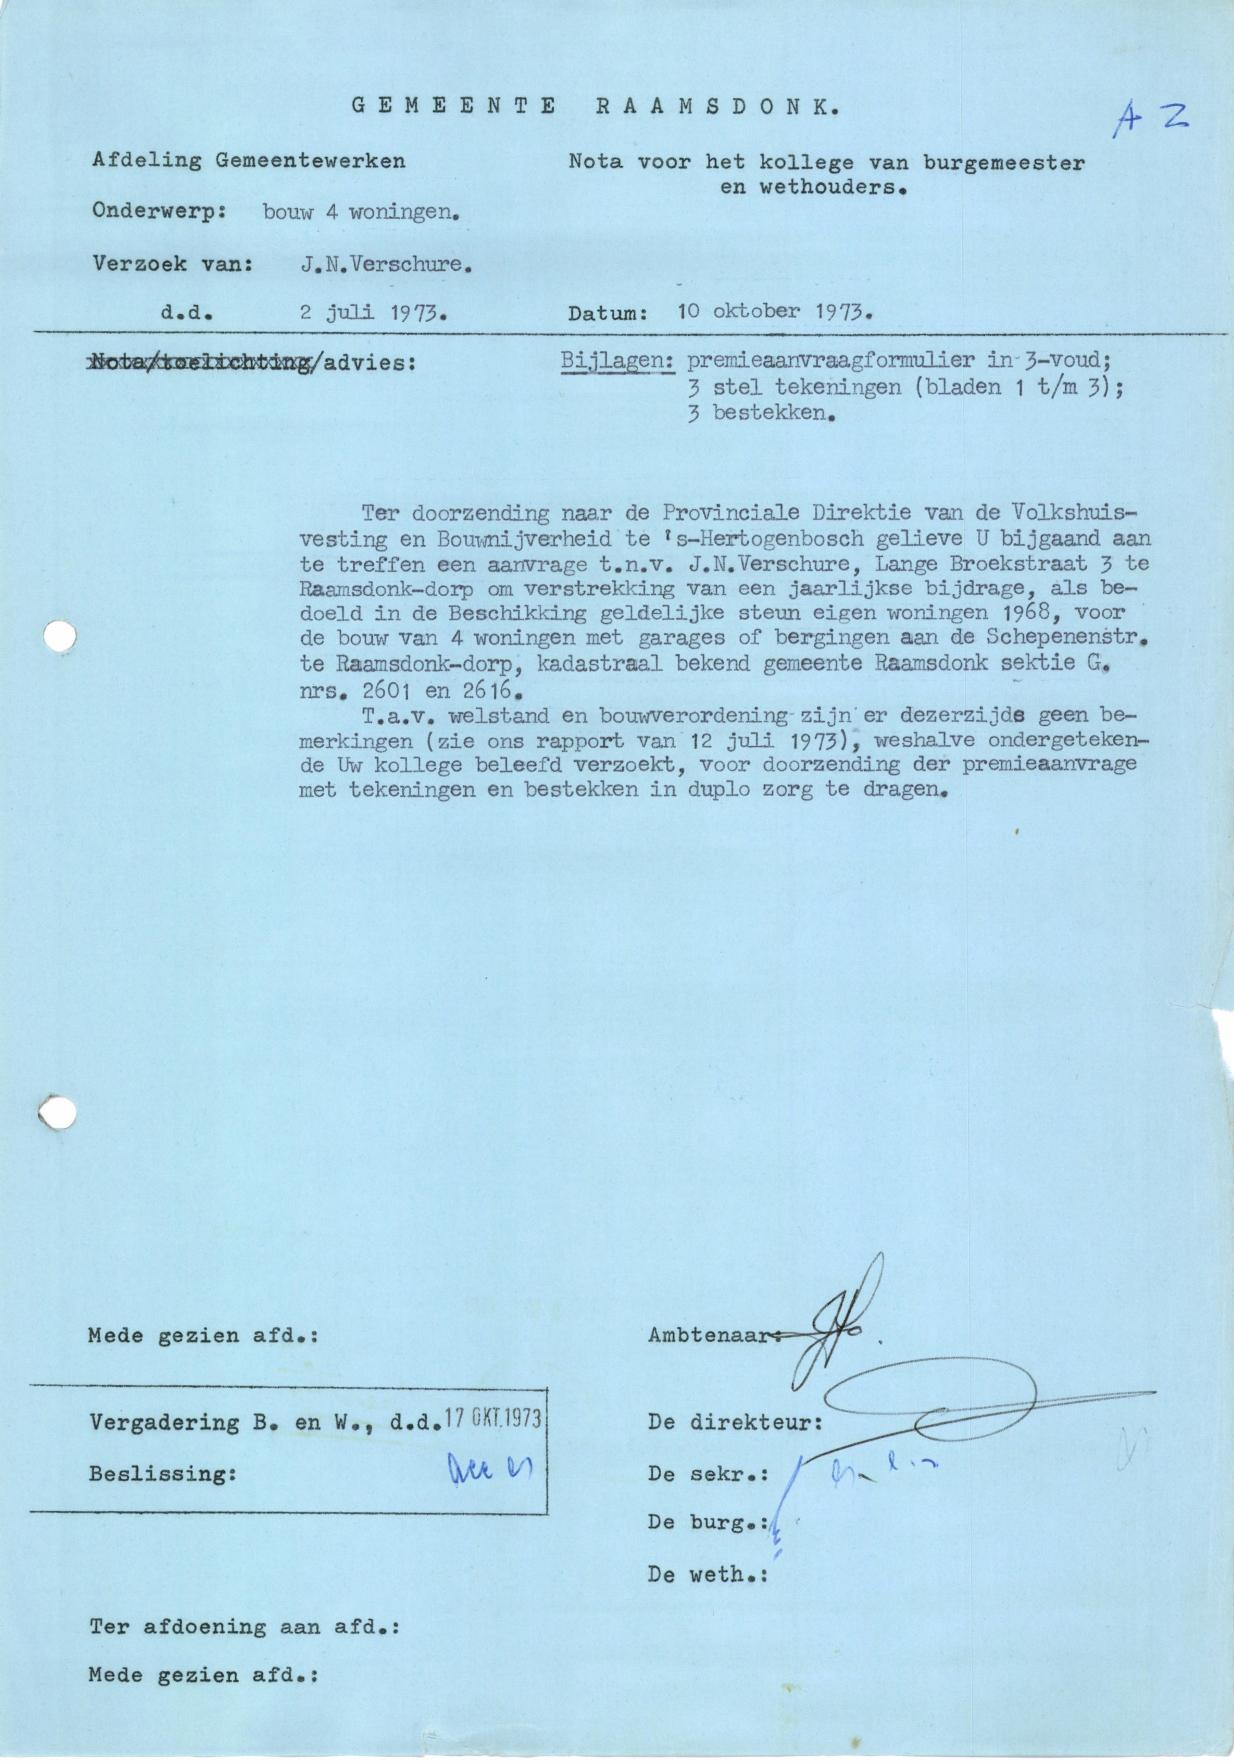 GEMEENTE RAAMSDONK.
A Z
Afdeling Gemeentewerken
Nota voor het kollege van burgemeester
en wethouders.
Onderwerp: bouw 4 woningen.
Verzoek van: J.N.Verschure.
d.d. 2 juli 1973.
Datum: 10 oktober 1973.
Nota/toelichting/advies:
Bijlagen: premieaanvraagformulier in 3-voud;
3 stel tekeningen (bladen 1 t/m 3);
3 bestekken.
Ter doorzending naar de Provinciale Direktie van de Volkshuis-
vesting en Bouwnijverheid te 's-Hertogenbosch gelieve U bijgaand aan
te treffen een aanvrage t.n.v. J.N.Verschure, Lange Broekstraat 3 te
Raamsdonk-dorp om verstrekking van een jaarlijkse bijdrage, als be-
doeld in de Beschikking geldelijke steun eigen woningen 1968, voor
de bouw van 4 woningen met garages of bergingen aan de Schepenenstr.
te Raamsdonk-dorp, kadastraal bekend gemeente Raamsdonk sektie G.
nrs. 2601 en 2616.
T.a.v. welstand en bouwverordening zijn er dezerzijds geen be-
merkingen (zie ons rapport van 12 juli 1973), weshalve ondergeteken-
de Uw kollege beleefd verzoekt, voor doorzending der premieaanvrage
met tekeningen en bestekken in duplo zorg te dragen.
Mede gezien afd.:
Ambtenaar:
Vergadering B. en W., d.d. 17 OKT. 1973
De direkteur:
Beslissing:
De sekr.:
De burg.:
De weth.:
Ter afdoening aan afd.:
Mede gezien afd.: